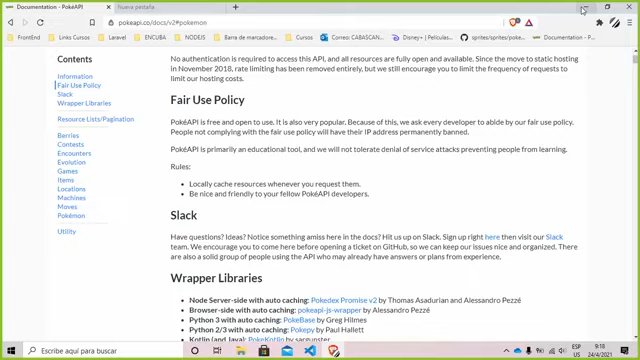 Documentation - PokéAPI
Nueva pestaña
pokeapi.co/docs/v2#pokemon
FrontEnd
Links Cursos
Landing
ENCUBA
NODEJS
Barras de Descarga...
CURSOS
Correo: CABASCAN...
Disney+ | Películas...
sprites/sprites/poke...
Documentation - P...
Contents
Information
Fair Use Policy
Slack
Wrapper Libraries
Resource Lists/Pagination
Berries
Contests
Encounters
Evolution
Games
Items
Locations
Machines
Moves
Pokémon
Utility
No authentication is required to access this API, and all resources are fully open and available. Since the move to static hosting
in November 2018, rate limiting has been removed entirely, but we still encourage you to limit the frequency of requests to
limit our hosting costs.
Fair Use Policy
PokéAPI is free and open to use. It is also very popular. Because of this, we ask every developer to abide by our fair use policy.
People not complying with the fair use policy will have their IP address permanently banned.
PokéAPI is primarily an educational tool, and we will not tolerate denial of service attacks preventing people from learning.
Rules:
Locally cache resources whenever you request them.
Be nice and friendly to your fellow PokéAPI developers.
Slack
Have questions? Ideas? Notice something amiss here in the docs? Hit us up on Slack. Sign up right here then visit our Slack
team. We encourage you to come here before opening a ticket on GitHub, so we can keep our issues nice and organized. There
are also a solid group of people using the API who may already have answers or plans from experience.
Wrapper Libraries
Node Server-side with auto caching: Pokedex Promise v2 by Thomas Asadurian and Alessandro Pezzé
Browser-side with auto caching: pokeapi-js-wrapper by Alessandro Pezzé
Python 3 with auto caching: PokeBase by Greg Hilmes
Python 2/3 with auto caching: Pokepy by Paul Hallett
Kotlin (and Java): PokeKotlin by sargunster
Escribe aquí para buscar
ESP
US
9:18
24/4/2021